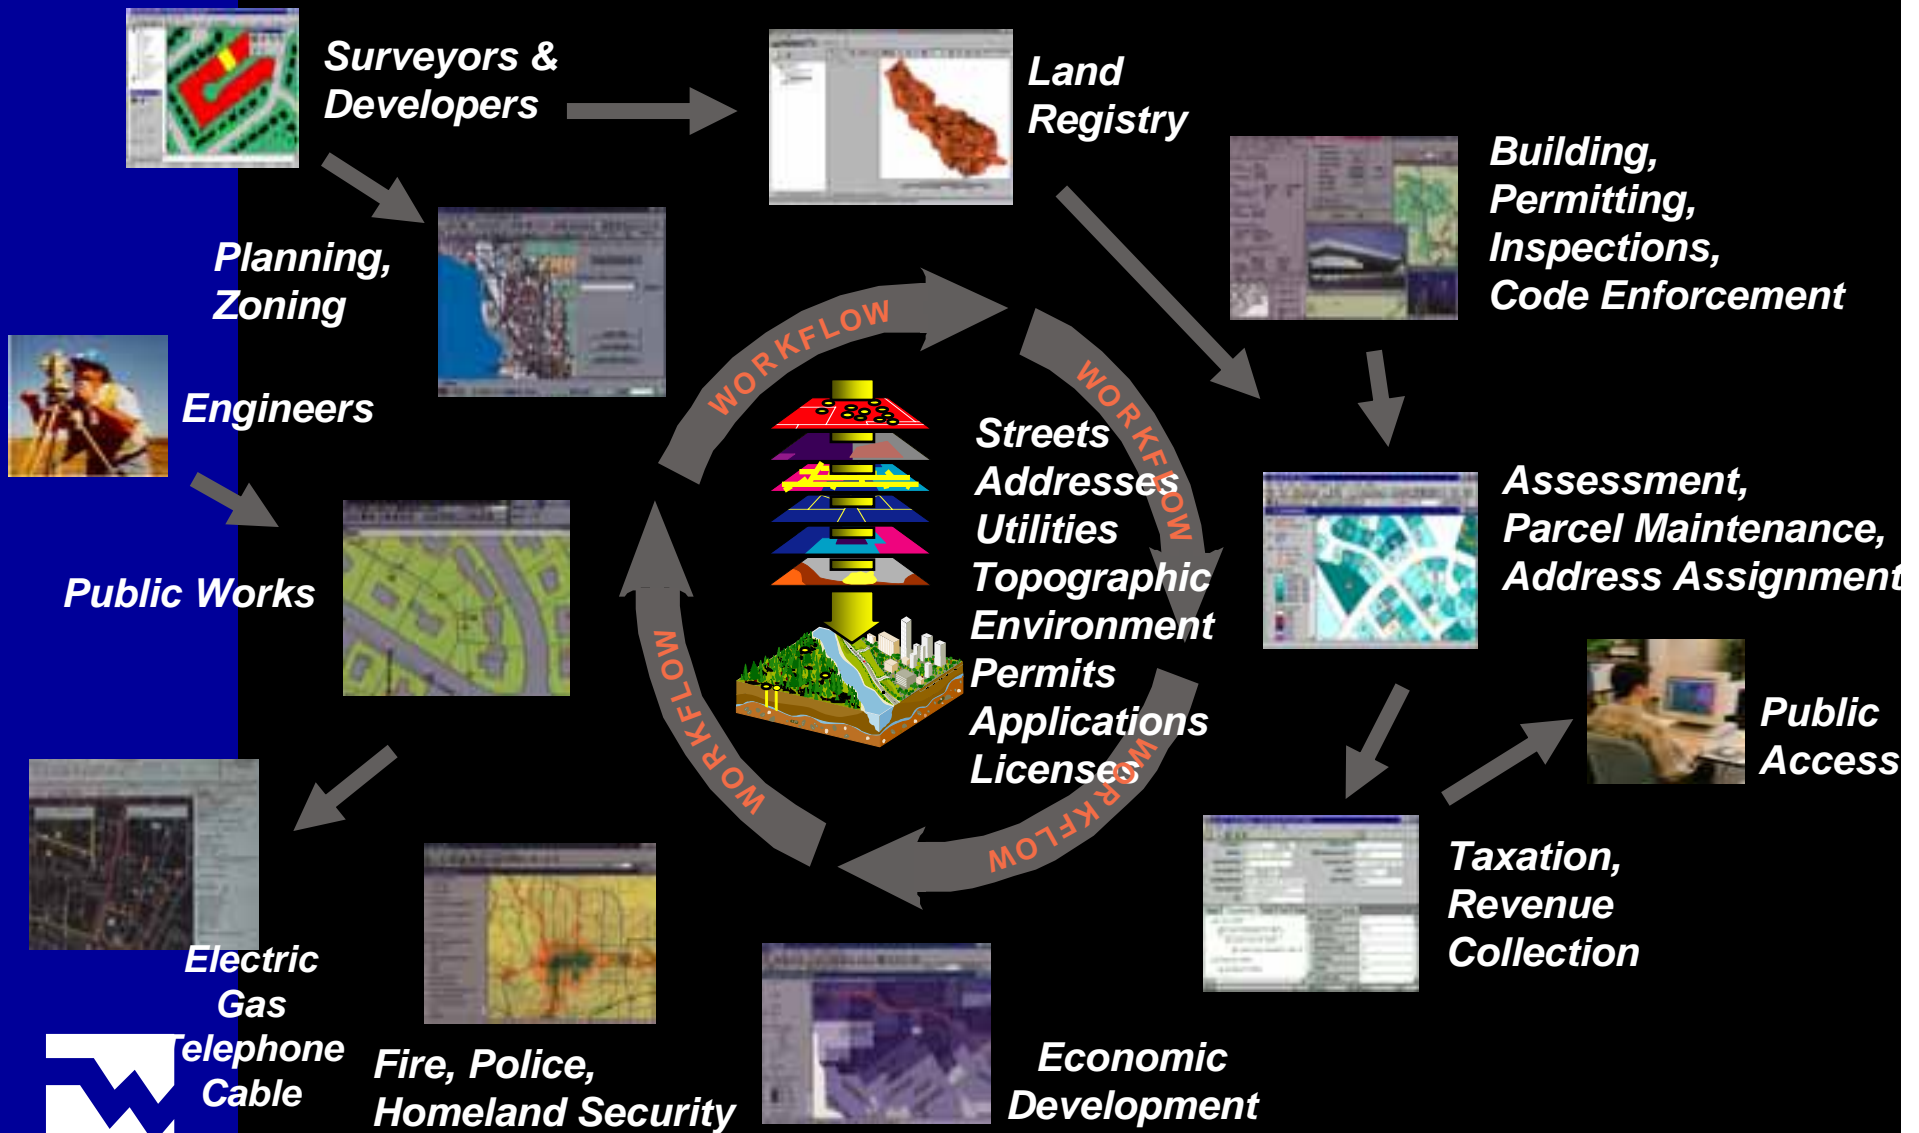 Surveyors &
Developers
Land
Registry
Building,
Permitting,
Inspections,
Code Enforcement
Planning,
Zoning
Engineers
WORKFLOW
WORKFLOW
Streets
Addresses
Utilities
Topographic
Environment
Permits
Applications
Licenses
Assessment,
Parcel Maintenance,
Address Assignment
Public Works
WORKFLOW
WORKFLOW
Public
Access
Taxation,
Revenue
Collection
Electric
Gas
Telephone
Cable
Fire, Police,
Homeland Security
Economic
Development